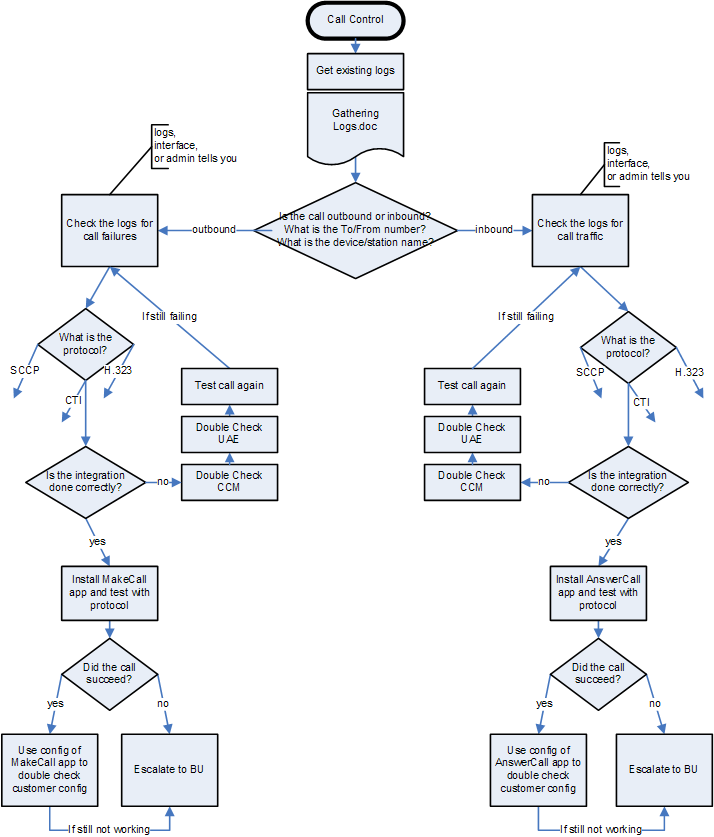 Call Control
Get existing logs
Gathering
Logs.doc
logs,
interface,
or admin tells you
logs,
interface,
or admin tells you
Check the logs for
call failures
outbound
Is the call outbound or inbound?
What is the To/From number?
What is the device/station name?
inbound
Check the logs for
call traffic
If still failing
If still failing
What is the
protocol?
SCCP
H.323
CTI
What is the
protocol?
SCCP
H.323
CTI
Test call again
Double Check
UAE
Double Check
CCM
Test call again
Double Check
UAE
Double Check
CCM
Is the integration
done correctly?
no
no
Is the integration
done correctly?
yes
yes
Install MakeCall
app and test with
protocol
Install AnswerCall
app and test with
protocol
Did the call
succeed?
Did the call
succeed?
yes
no
yes
no
Use config of
MakeCall app to
double check
customer config
Escalate to BU
Use config of
AnswerCall app to
double check
customer config
Escalate to BU
If still not working
If still not working